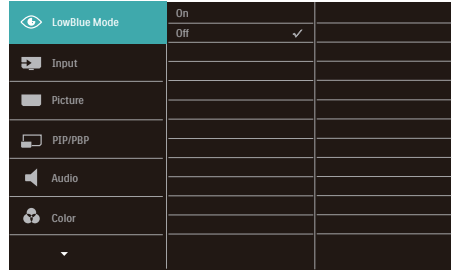 LowBlue Mode
On
Off
Input
Picture
PIP/PBP
Audio
Color